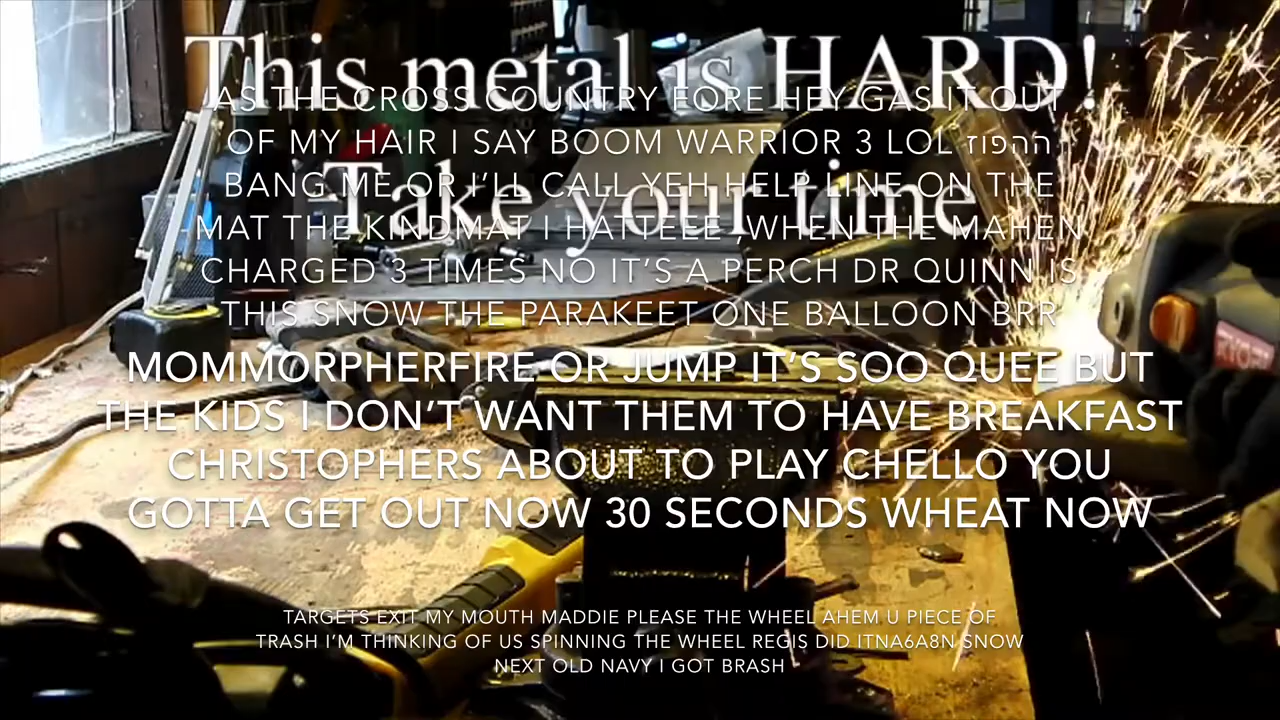 This metal is HARD!
AS THE CROSS COUNTRY FORE HEY GAS IT OUT
OF MY HAIR I SAY BOOM WARRIOR 3 LOL ההפוז
Take your time
BANG ME OR I'LL CALL YEH HELP LINE ON THE
MAT THE KINDMAT I HATTEEE ,WHEN THE MAHEN
CHARGED 3 TIMES NO IT'S A PERCH DR QUINN IS
THIS SNOW THE PARAKEET ONE BALLOON BRR
MOMMORPHERFIRE OR JUMP IT'S SOO QUEE BUT
THE KIDS I DON'T WANT THEM TO HAVE BREAKFAST
CHRISTOPHERS ABOUT TO PLAY CHELLO YOU
GOTTA GET OUT NOW 30 SECONDS WHEAT NOW
TARGETS EXIT MY MOUTH MADDIE PLEASE THE WHEEL AHEM U PIECE OF
TRASH I'M THINKING OF US SPINNING THE WHEEL REGIS DID ITNA6A8N SNOW
NEXT OLD NAVY I GOT BRASH
RYOBI